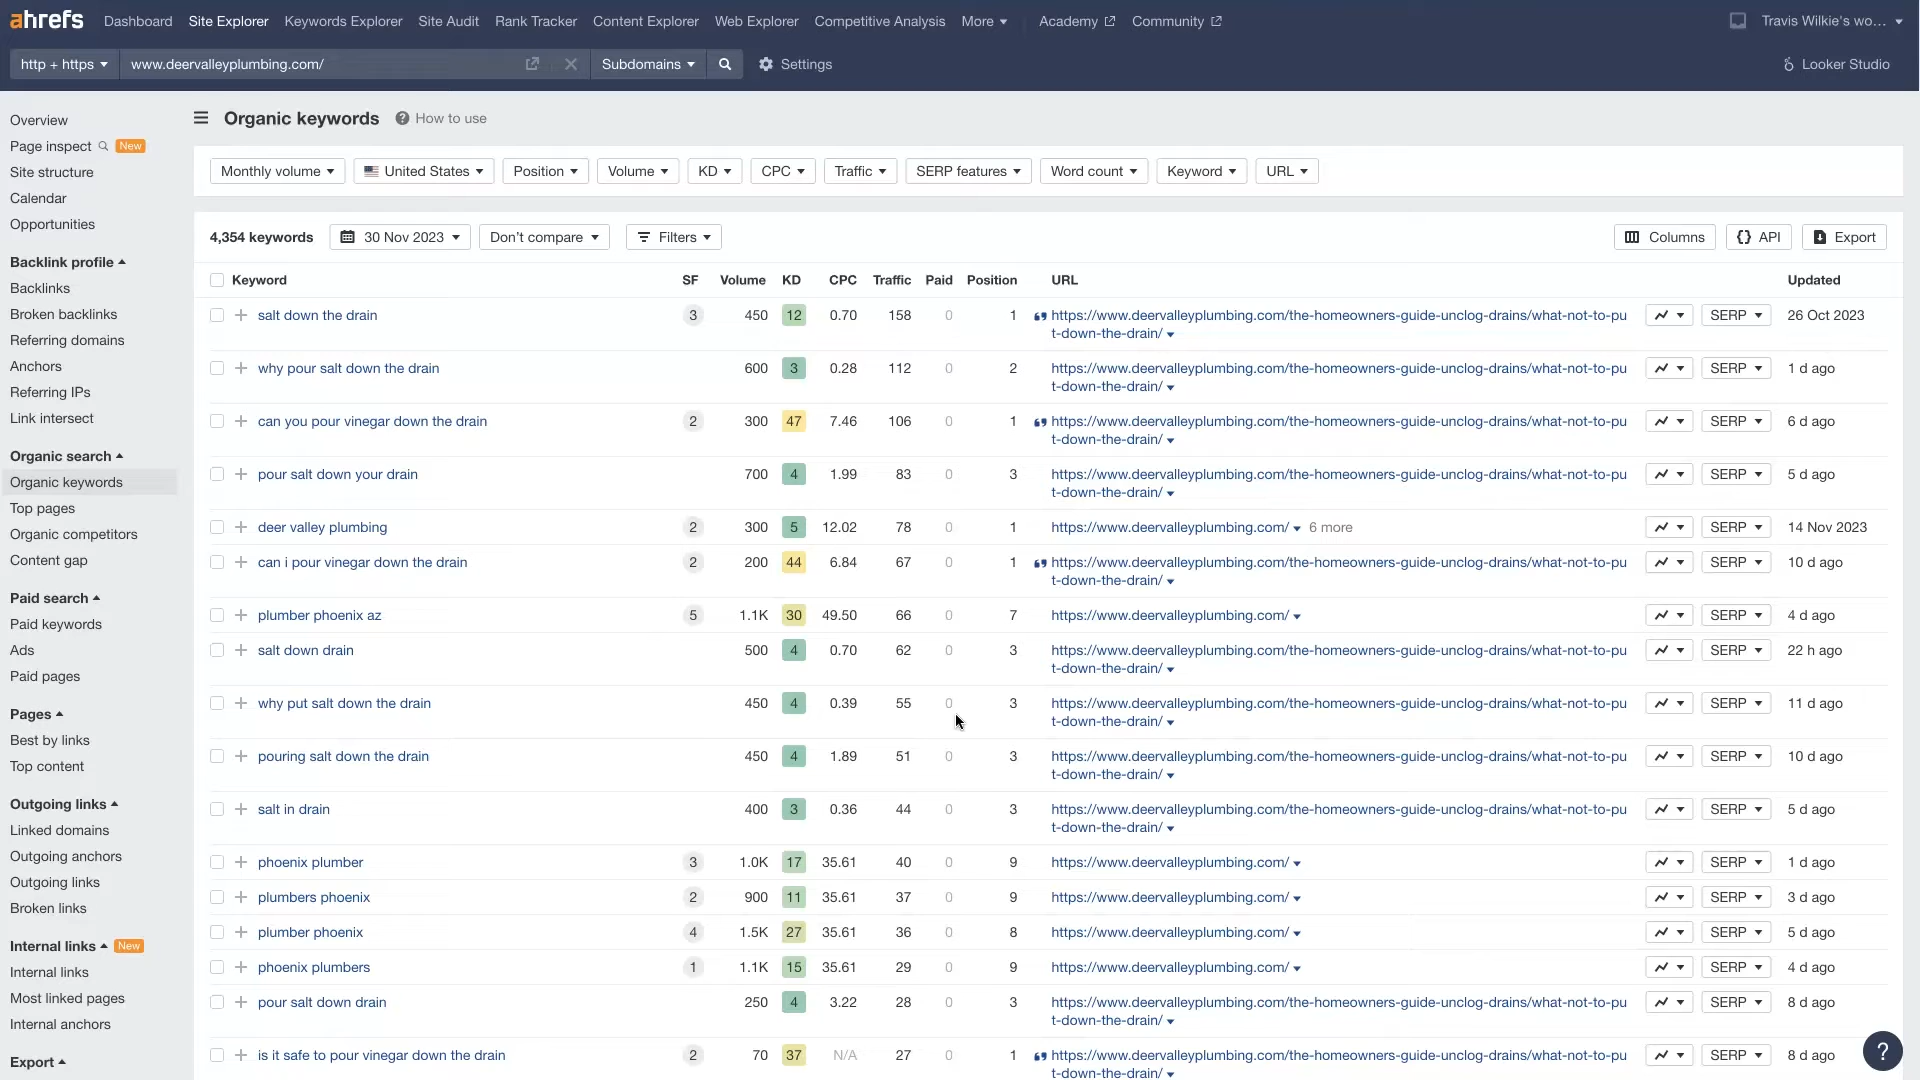 ahrefs Dashboard Site Explorer Keywords Explorer Site Audit Rank Tracker Content Explorer Web Explorer Competitive Analysis More Academy Community Travis Wilkie's wo...
http + https www.deervalleyplumbing.com/ Subdomains Settings Looker Studio
Overview
Page inspect New
Site structure
Calendar
Opportunities
Backlink profile
Backlinks
Broken backlinks
Referring domains
Anchors
Referring IPs
Link intersect
Organic search
Organic keywords
Top pages
Organic competitors
Content gap
Paid search
Paid keywords
Ads
Paid pages
Pages
Best by links
Top content
Outgoing links
Linked domains
Outgoing anchors
Outgoing links
Broken links
Internal links New
Internal links
Most linked pages
Internal anchors
Export
Organic keywords ? How to use
Monthly volume United States Position Volume KD CPC Traffic SERP features Word count Keyword URL
4,354 keywords 30 Nov 2023 Don't compare Filters Columns {} API Export
Keyword SF Volume KD CPC Traffic Paid Position URL Updated
salt down the drain 3 450 12 0.70 158 0 1 https://www.deervalleyplumbing.com/the-homeowners-guide-unclog-drains/what-not-to-pu SERP 26 Oct 2023
t-down-the-drain/
why pour salt down the drain 600 3 0.28 112 0 2 https://www.deervalleyplumbing.com/the-homeowners-guide-unclog-drains/what-not-to-pu SERP 1 d ago
t-down-the-drain/
can you pour vinegar down the drain 2 300 47 7.46 106 0 1 https://www.deervalleyplumbing.com/the-homeowners-guide-unclog-drains/what-not-to-pu SERP 6 d ago
t-down-the-drain/
pour salt down your drain 700 4 1.99 83 0 3 https://www.deervalleyplumbing.com/the-homeowners-guide-unclog-drains/what-not-to-pu SERP 5 d ago
t-down-the-drain/
deer valley plumbing 2 300 5 12.02 78 0 1 https://www.deervalleyplumbing.com/ 6 more SERP 14 Nov 2023
can i pour vinegar down the drain 2 200 44 6.84 67 0 1 https://www.deervalleyplumbing.com/the-homeowners-guide-unclog-drains/what-not-to-pu SERP 10 d ago
t-down-the-drain/
plumber phoenix az 5 1.1K 30 49.50 66 0 7 https://www.deervalleyplumbing.com/ SERP 4 d ago
salt down drain 500 4 0.70 62 0 3 https://www.deervalleyplumbing.com/the-homeowners-guide-unclog-drains/what-not-to-pu SERP 22 h ago
t-down-the-drain/
why put salt down the drain 450 4 0.39 55 0 3 https://www.deervalleyplumbing.com/the-homeowners-guide-unclog-drains/what-not-to-pu SERP 11 d ago
t-down-the-drain/
pouring salt down the drain 450 4 1.89 51 0 3 https://www.deervalleyplumbing.com/the-homeowners-guide-unclog-drains/what-not-to-pu SERP 10 d ago
t-down-the-drain/
salt in drain 400 3 0.36 44 0 3 https://www.deervalleyplumbing.com/the-homeowners-guide-unclog-drains/what-not-to-pu SERP 5 d ago
t-down-the-drain/
phoenix plumber 3 1.0K 17 35.61 40 0 9 https://www.deervalleyplumbing.com/ SERP 1 d ago
plumbers phoenix 2 900 11 35.61 37 0 9 https://www.deervalleyplumbing.com/ SERP 3 d ago
plumber phoenix 4 1.5K 27 35.61 36 0 8 https://www.deervalleyplumbing.com/ SERP 5 d ago
phoenix plumbers 1 1.1K 15 35.61 29 0 9 https://www.deervalleyplumbing.com/ SERP 4 d ago
pour salt down drain 250 4 3.22 28 0 3 https://www.deervalleyplumbing.com/the-homeowners-guide-unclog-drains/what-not-to-pu SERP 8 d ago
t-down-the-drain/
is it safe to pour vinegar down the drain 2 70 37 N/A 27 0 1 https://www.deervalleyplumbing.com/the-homeowners-guide-unclog-drains/what-not-to-pu SERP 8 d ago
t-down-the-drain/
?